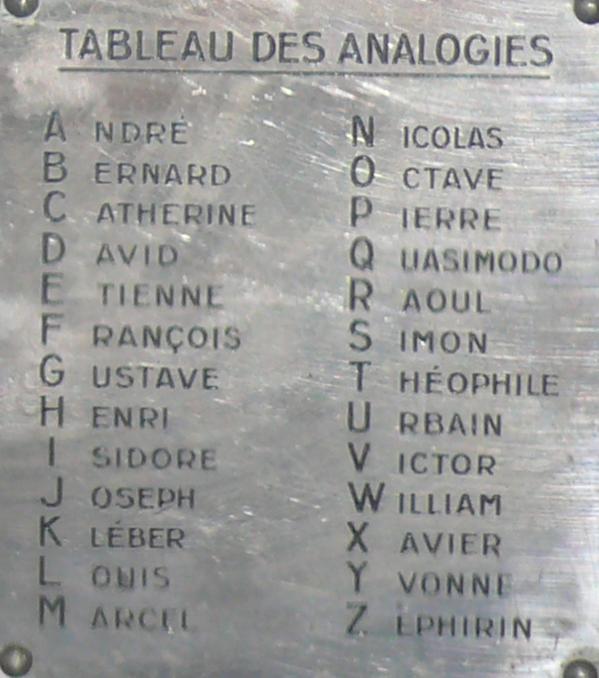 TABLEAU DES ANALOGIES
A NDRÉ
B ERNARD
C ATHERINE
D AVID
E TIENNE
F RANÇOIS
G USTAVE
H ENRI
I SIDORE
J OSEPH
K LÉBER
L OUIS
M ARCEL
N ICOLAS
O CTAVE
P IERRE
Q UASIMODO
R AOUL
S IMON
T HÉOPHILE
U RBAIN
V ICTOR
W ILLIAM
X AVIER
Y VONNE
Z ÉPHIRIN